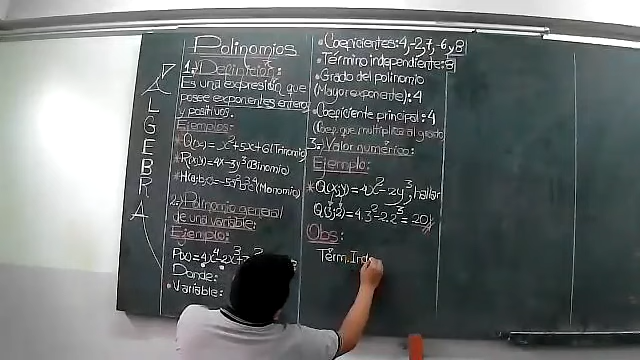 ALGEBRA
Polinomios
1.) Definición:
Es una expresión que
posee exponentes enteros
y positivos.
Ejemplos:
* Q(x) = x²+5x+6 (Trinomio)
* R(x,y)=4x-3y³ (Binomio)
* H(a;b;c)=-5a²b³c⁴ (Monomio)
2.) Polinomio general
de una variable:
Ejemplo:
P(x)=4x⁴-2x³+7
Donde:
• Variable:
• Coeficientes: 4,-2,7,-6 y 8
• Término independiente: 8
• Grado del polinomio
(Mayor exponente): 4
• Coeficiente principal: 4
(Coef. que multiplica al grado)
3.) Valor numérico:
Ejemplo:
* Q(x;y)=4x²-2y³, hallar
Q(3;2)=4.3²-2.2³=20
Obs:
Térm. Inde